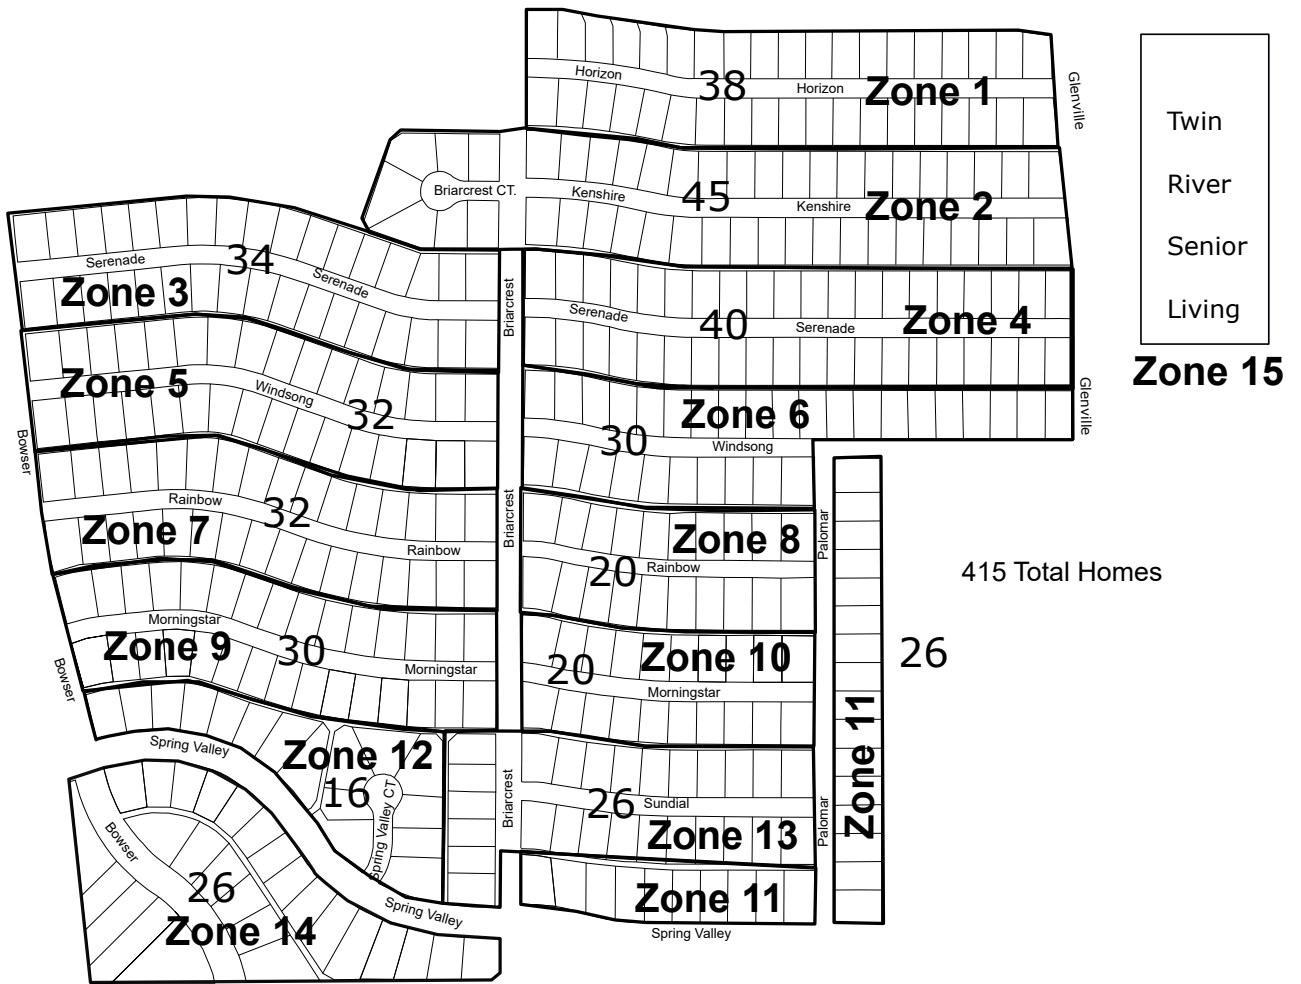 Horizon
38
Horizon
Zone 1
Glenville
Twin
River
Senior
Living
Zone 15
Briarcrest CT.
Kenshire
45
Kenshire
Zone 2
Serenade
34
Serenade
Zone 3
Briarcrest
Serenade
40
Serenade
Zone 4
Glenville
Zone 5
Windsong
32
Bowser
Zone 6
30
Windsong
Rainbow
32
Zone 7
Rainbow
Briarcrest
Zone 8
20
Rainbow
Palomar
415 Total Homes
26
Morningstar
Zone 9
30
Morningstar
Bowser
Zone 10
20
Morningstar
Zone 11
Spring Valley
Zone 12
16
Spring Valley CT
Briarcrest
26
Sundial
Zone 13
Palomar
Bowser
26
Zone 14
Spring Valley
Zone 11
Spring Valley